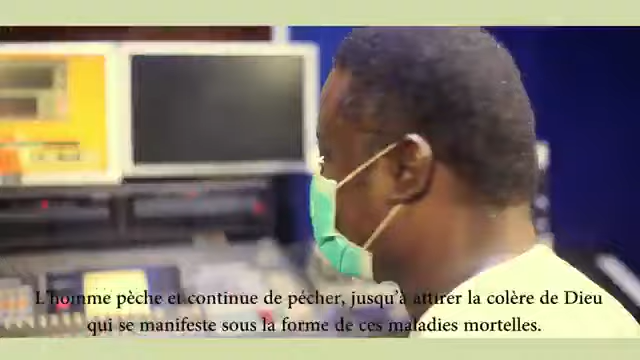 L'homme pèche et continue de pécher, jusqu'à attirer la colère de Dieu
qui se manifeste sous la forme de ces maladies mortelles.